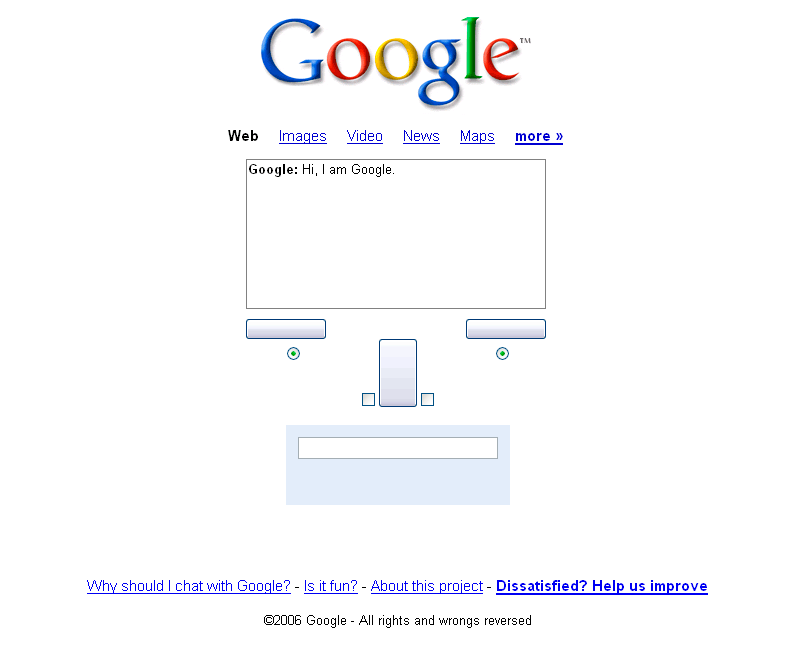 Google™
Web Images Video News Maps more »
Google: Hi, I am Google.
Why should I chat with Google? - Is it fun? - About this project - Dissatisfied? Help us improve
©2006 Google - All rights and wrongs reversed